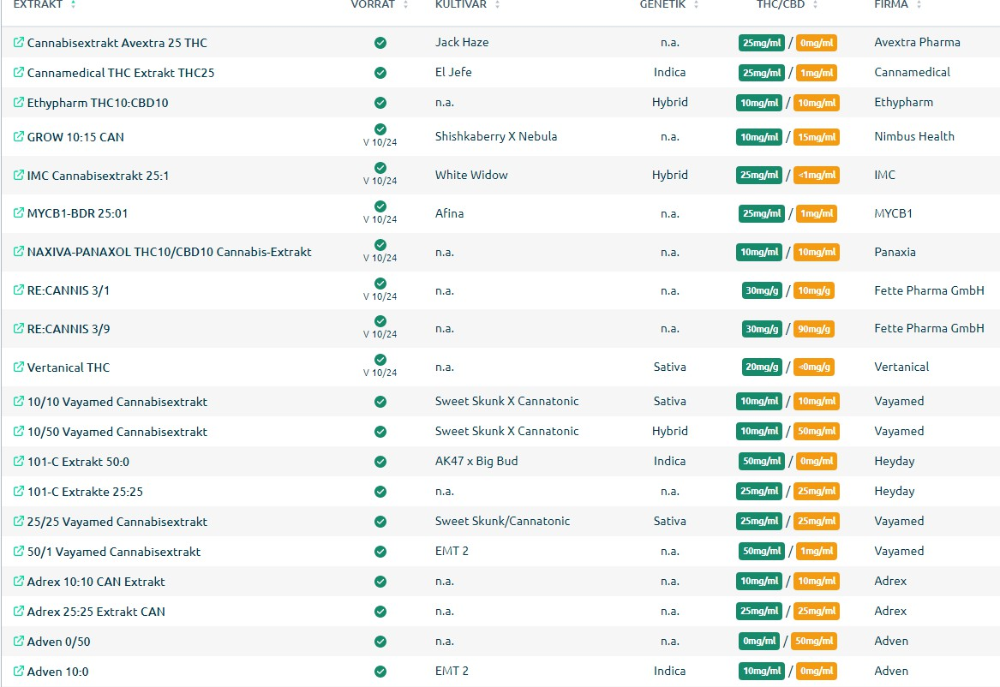 EXTRAKT VORRAT KULTIVAR GENETIK THC/CBD FIRMA
Cannabisextrakt Avextra 25 THC Jack Haze n.a. 25mg/ml / 0mg/ml Avextra Pharma
Cannamedical THC Extrakt THC25 El Jefe Indica 25mg/ml / 1mg/ml Cannamedical
Ethypharm THC10:CBD10 n.a. Hybrid 10mg/ml / 10mg/ml Ethypharm
GROW 10:15 CAN V 10/24 Shishkaberry X Nebula n.a. 10mg/ml / 15mg/ml Nimbus Health
IMC Cannabisextrakt 25:1 V 10/24 White Widow Hybrid 25mg/ml / <1mg/ml IMC
MYCB1-BDR 25:01 V 10/24 Afina n.a. 25mg/ml / 1mg/ml MYCB1
NAXIVA-PANAXOL THC10/CBD10 Cannabis-Extrakt V 10/24 n.a. n.a. 10mg/ml / 10mg/ml Panaxia
RE:CANNIS 3/1 V 10/24 n.a. n.a. 30mg/g / 10mg/g Fette Pharma GmbH
RE:CANNIS 3/9 V 10/24 n.a. n.a. 30mg/g / 90mg/g Fette Pharma GmbH
Vertanical THC V 10/24 n.a. Sativa 20mg/g / <0mg/g Vertanical
10/10 Vayamed Cannabisextrakt Sweet Skunk X Cannatonic Sativa 10mg/ml / 10mg/ml Vayamed
10/50 Vayamed Cannabisextrakt Sweet Skunk X Cannatonic Hybrid 10mg/ml / 50mg/ml Vayamed
101-C Extrakt 50:0 AK47 x Big Bud Indica 50mg/ml / 0mg/ml Heyday
101-C Extrakte 25:25 n.a. n.a. 25mg/ml / 25mg/ml Heyday
25/25 Vayamed Cannabisextrakt Sweet Skunk/Cannatonic Sativa 25mg/ml / 25mg/ml Vayamed
50/1 Vayamed Cannabisextrakt EMT 2 n.a. 50mg/ml / 1mg/ml Vayamed
Adrex 10:10 CAN Extrakt n.a. n.a. 10mg/ml / 10mg/ml Adrex
Adrex 25:25 Extrakt CAN n.a. n.a. 25mg/ml / 25mg/ml Adrex
Adven 0/50 n.a. n.a. 0mg/ml / 50mg/ml Adven
Adven 10:0 EMT 2 Indica 10mg/ml / 0mg/ml Adven